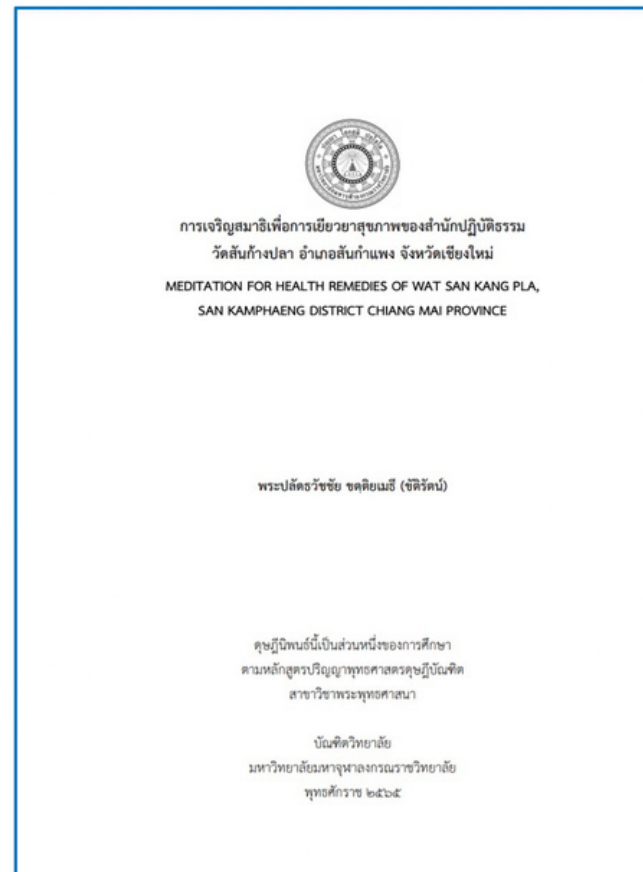 การเจริญสมาธิเพื่อการเยียวยาสุขภาพของสำนักปฏิบัติธรรม
วัดสันก้างปลา อำเภอสันกำแพง จังหวัดเชียงใหม่
MEDITATION FOR HEALTH REMEDIES OF WAT SAN KANG PLA,
SAN KAMPHAENG DISTRICT CHIANG MAI PROVINCE
พระปลัดธวัชชัย ขตฺติยเมธี (ขัติรัตน์)
ดุษฎีนิพนธ์นี้เป็นส่วนหนึ่งของการศึกษา
ตามหลักสูตรปริญญาพุทธศาสตรดุษฎีบัณฑิต
สาขาวิชาพระพุทธศาสนา
บัณฑิตวิทยาลัย
มหาวิทยาลัยมหาจุฬาลงกรณราชวิทยาลัย
พุทธศักราช ๒๕๖๕